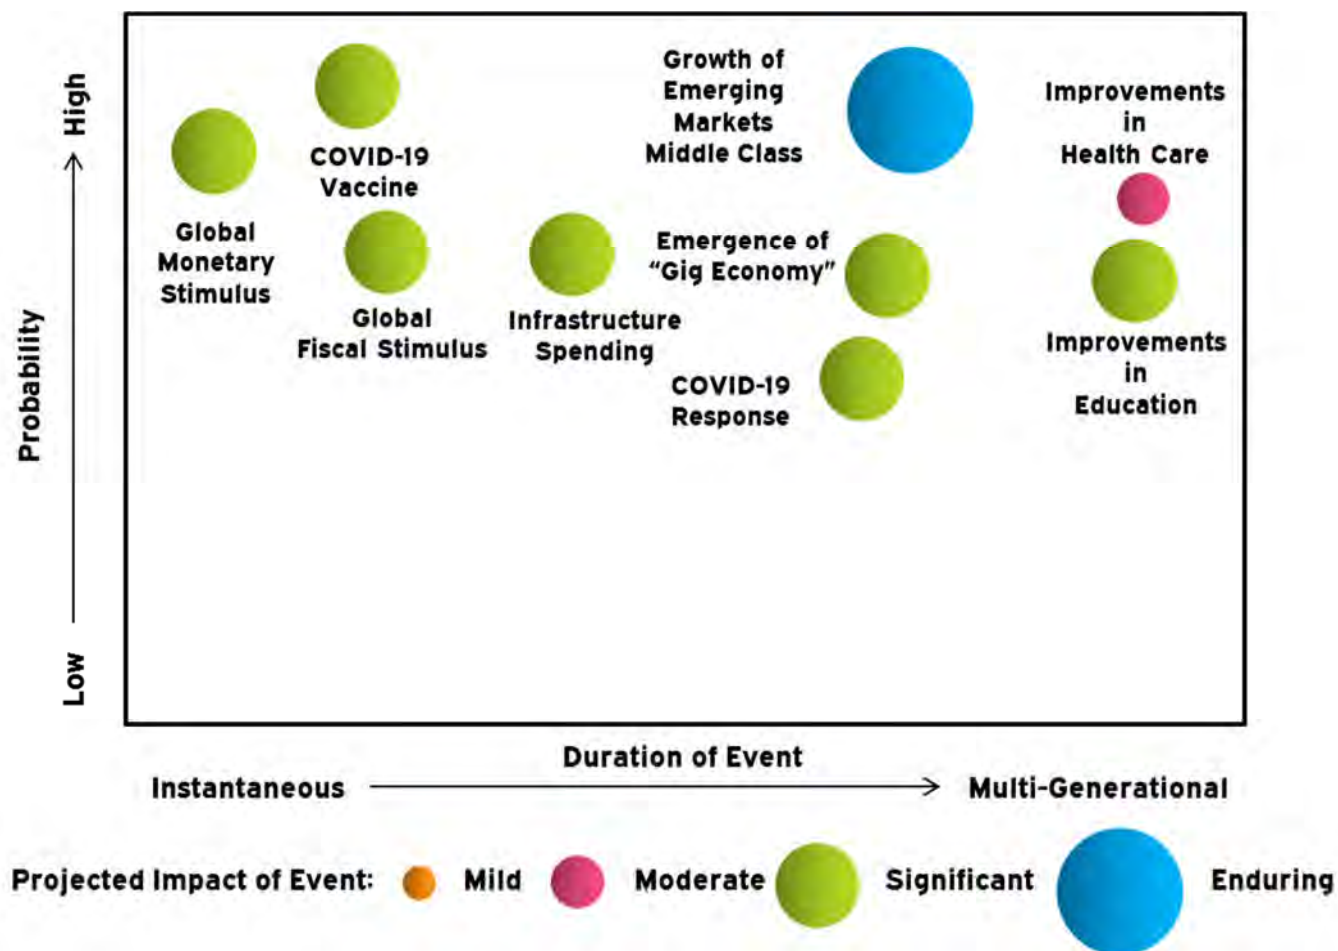 High
Probability
Low
COVID-19
Vaccine
Global
Monetary
Stimulus
Global
Fiscal Stimulus
Infrastructure
Spending
Growth of
Emerging
Markets
Middle Class
Emergence of
“Gig Economy”
COVID-19
Response
Improvements
in
Health Care
Improvements
in
Education
Duration of Event
Instantaneous
Multi-Generational
Projected Impact of Event: Mild Moderate Significant Enduring